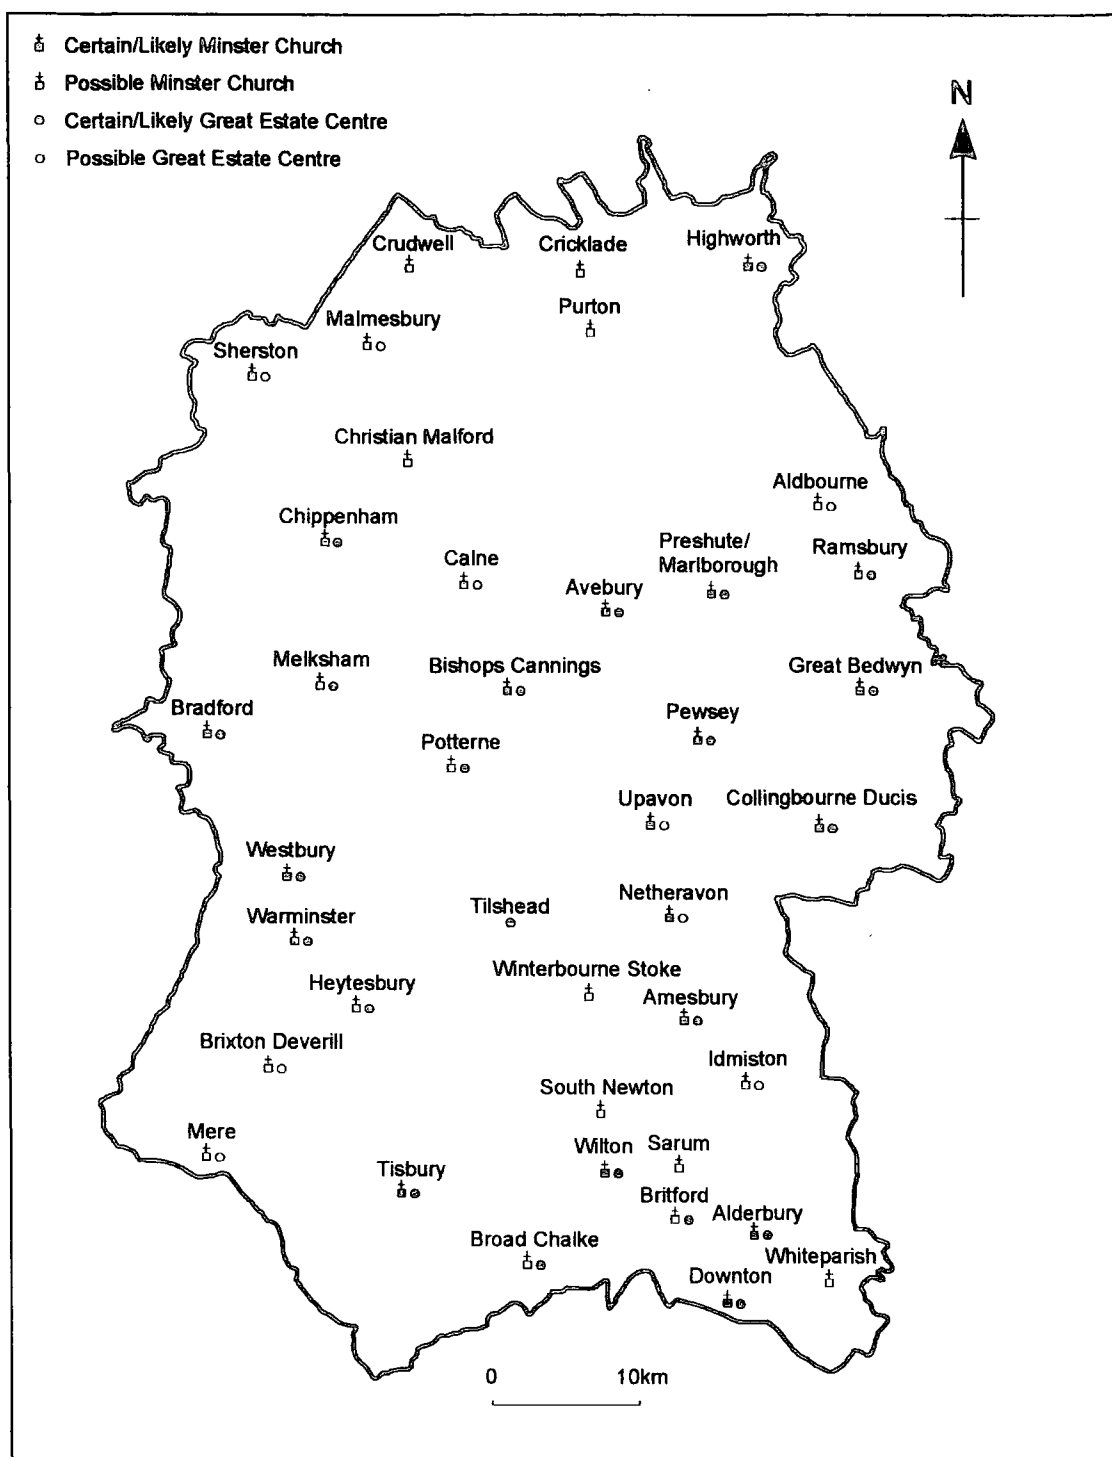 Certain/Likely Minster Church
Possible Minster Church
Certain/Likely Great Estate Centre
Possible Great Estate Centre
N
Crudwell
Cricklade
Highworth
Purton
Malmesbury
Sherston
Christian Malford
Aldbourne
Chippenham
Preshute/
Marlborough
Ramsbury
Calne
Avebury
Melksham
Bishops Cannings
Great Bedwyn
Bradford
Pewsey
Potterne
Upavon
Collingbourne Ducis
Westbury
Netheravon
Tilshead
Warminster
Winterbourne Stoke
Heytesbury
Amesbury
Brixton Deverill
Idmiston
South Newton
Mere
Wilton
Sarum
Tisbury
Britford
Alderbury
Broad Chalke
Whiteparish
Downton
0
10km